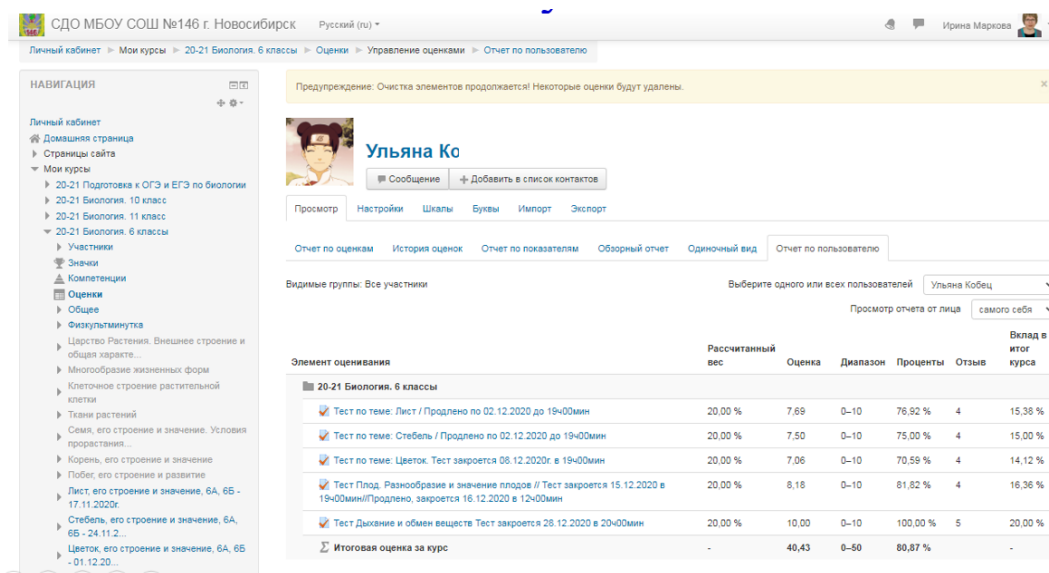 СДО МБОУ СОШ №146 г. Новосибирск Русский (ru) Ирина Маркова
Личный кабинет Мои курсы 20-21 Биология. 6 классы Оценки Управление оценками Отчет по пользователю
НАВИГАЦИЯ
Личный кабинет
Домашняя страница
Страницы сайта
Мои курсы
20-21 Подготовка к ОГЭ и ЕГЭ по биологии
20-21 Биология. 10 класс
20-21 Биология. 11 класс
20-21 Биология. 6 классы
Участники
Значки
Компетенции
Оценки
Общее
Физкультминутка
Царство Растения. Внешнее строение и
общая характе...
Многообразие жизненных форм
Клеточное строение растительной
клетки
Ткани растений
Семя, его строение и значение. Условия
прорастания...
Корень, его строение и значение
Побег, его строение и развитие
Лист, его строение и значение, 6А, 6Б -
17.11.2020г.
Стебель, его строение и значение, 6А,
6Б - 24.11.2...
Цветок, его строение и значение, 6А, 6Б
- 01.12.20...
Предупреждение: Очистка элементов продолжается! Некоторые оценки будут удалены.
Ульяна Ко
Сообщение Добавить в список контактов
Просмотр Настройки Шкалы Буквы Импорт Экспорт
Отчет по оценкам История оценок Отчет по показателям Обзорный отчет Одиночный вид Отчет по пользователю
Видимые группы: Все участники Выберите одного или всех пользователей Ульяна Кобец
Просмотр отчета от лица самого себя
Элемент оценивания Рассчитанный вес Оценка Диапазон Проценты Отзыв Вклад в итог курса
20-21 Биология. 6 классы
Тест по теме: Лист / Продлено по 02.12.2020 до 19ч00мин 20,00 % 7,69 0–10 76,92 % 4 15,38 %
Тест по теме: Стебель / Продлено по 02.12.2020 до 19ч00мин 20,00 % 7,50 0–10 75,00 % 4 15,00 %
Тест по теме: Цветок. Тест закроется 08.12.2020г. в 19ч00мин 20,00 % 7,06 0–10 70,59 % 4 14,12 %
Тест Плод. Разнообразие и значение плодов // Тест закроется 15.12.2020 в 20,00 % 8,18 0–10 81,82 % 4 16,36 %
19ч00мин//Продлено, закроется 16.12.2020 в 12ч00мин
Тест Дыхание и обмен веществ Тест закроется 28.12.2020 в 20ч00мин 20,00 % 10,00 0–10 100,00 % 5 20,00 %
Итоговая оценка за курс - 40,43 0–50 80,87 % -